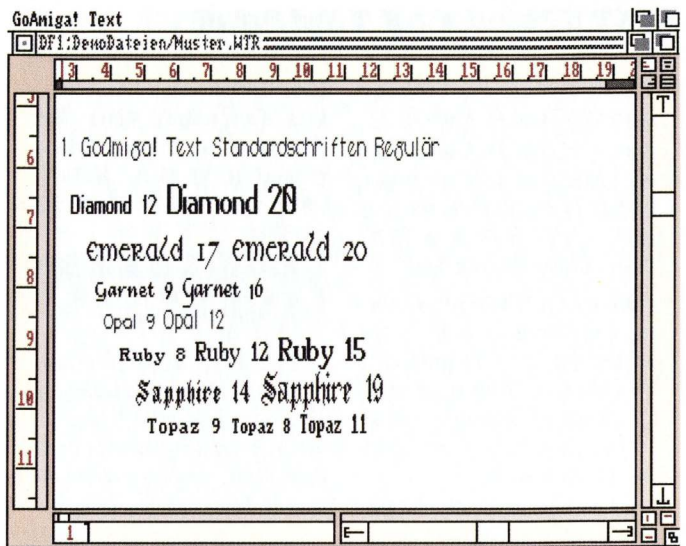 GoAmiga! Text
DF1:DemoDateien/Muster.WTR
3 4 5 6 7 8 9 10 11 12 13 14 15 16 17 18 19 2
5
6
7
8
9
10
11
1. GoAmiga! Text Standardschriften Regulär
Diamond 12 Diamond 20
Emerald 17 Emerald 20
Garnet 9 Garnet 16
Opal 9 Opal 12
Ruby 8 Ruby 12 Ruby 15
Sapphire 14 Sapphire 19
Topaz 9 Topaz 8 Topaz 11
1